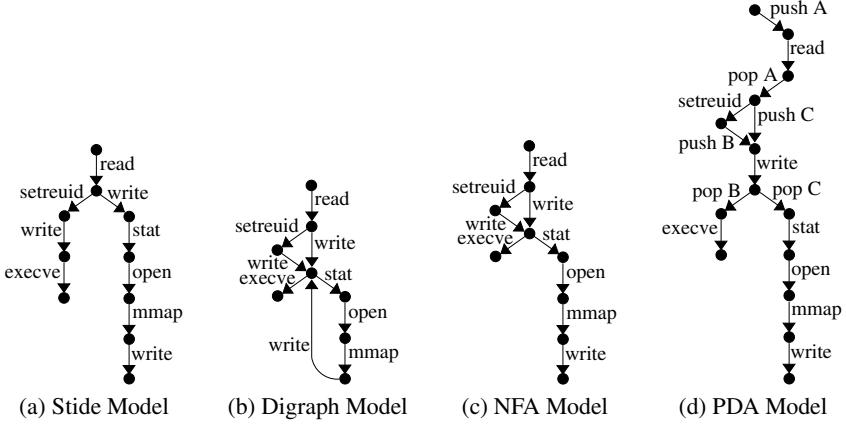 push A
read
pop A
setreuid
push C
push B
write
pop B
pop C
execve
stat
open
mmap
write
read
setreuid
write
write
stat
execve
open
mmap
write
read
setreuid
write
write
execve
stat
open
mmap
write
read
setreuid
write
write
execve
stat
open
mmap
write
(a) Stide Model
(b) Digraph Model
(c) NFA Model
(d) PDA Model